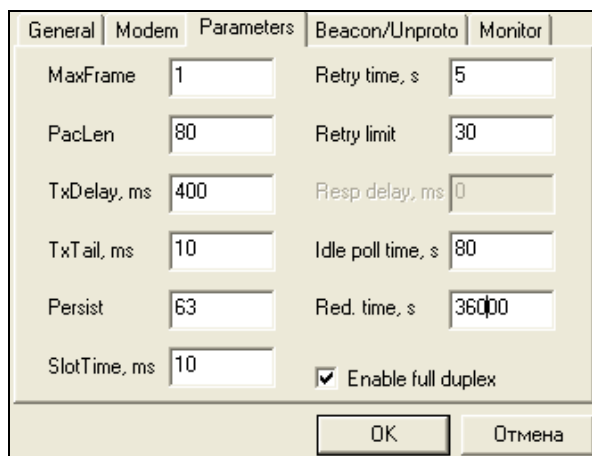 General Modem Parameters Beacon/Unproto Monitor
MaxFrame 1 Retry time, s 5
PacLen 80 Retry limit 30
TxDelay, ms 400 Resp delay, ms 0
TxTail, ms 10 Idle poll time, s 80
Persist 63 Red. time, s 36000
SlotTime, ms 10 Enable full duplex
OK Отмена